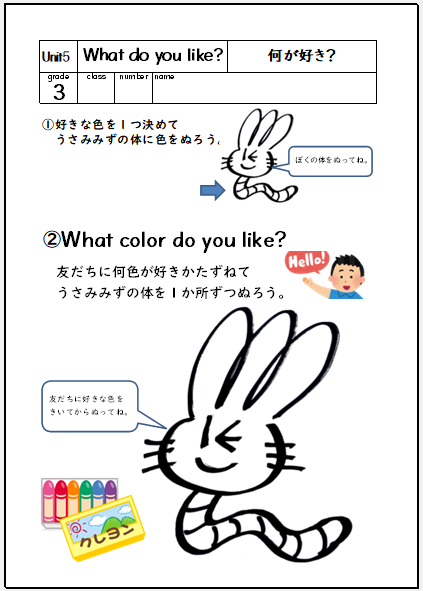 Unit5 What do you like? 何が好き?
grade class number name
3
①好きな色を1つ決めて
うさみみずの体に色をぬろう。
ぼくの体をぬってね。
②What color do you like?
Hello!
友だちに何色が好きかたずねて
うさみみずの体を1か所ずつぬろう。
友だちに好きな色を
きいてからぬってね。
クレヨン